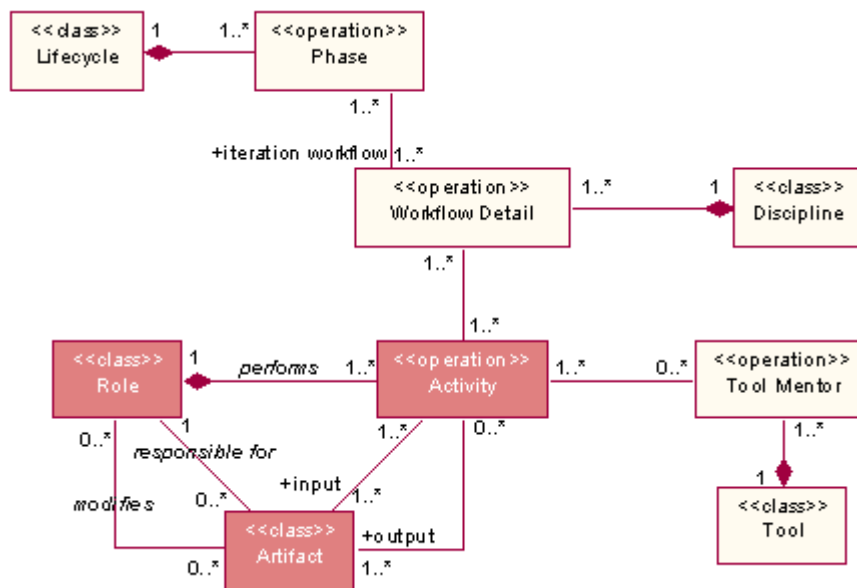 <<class>>
Lifecycle
1
1..*
<<operation>>
Phase
1..*
+iteration workflow
1..*
<<operation>>
Workflow Detail
1..*
1
<<class>>
Discipline
1..*
1..*
<<class>>
Role
1
performs
1..*
<<operation>>
Activity
1..*
0..*
<<operation>>
Tool Mentor
0..*
1
responsible for
1..*
0..*
1..*
modifies
0..*
+input
1..*
1
<<class>>
Tool
<<class>>
Artifact
+output
0..*
1..*